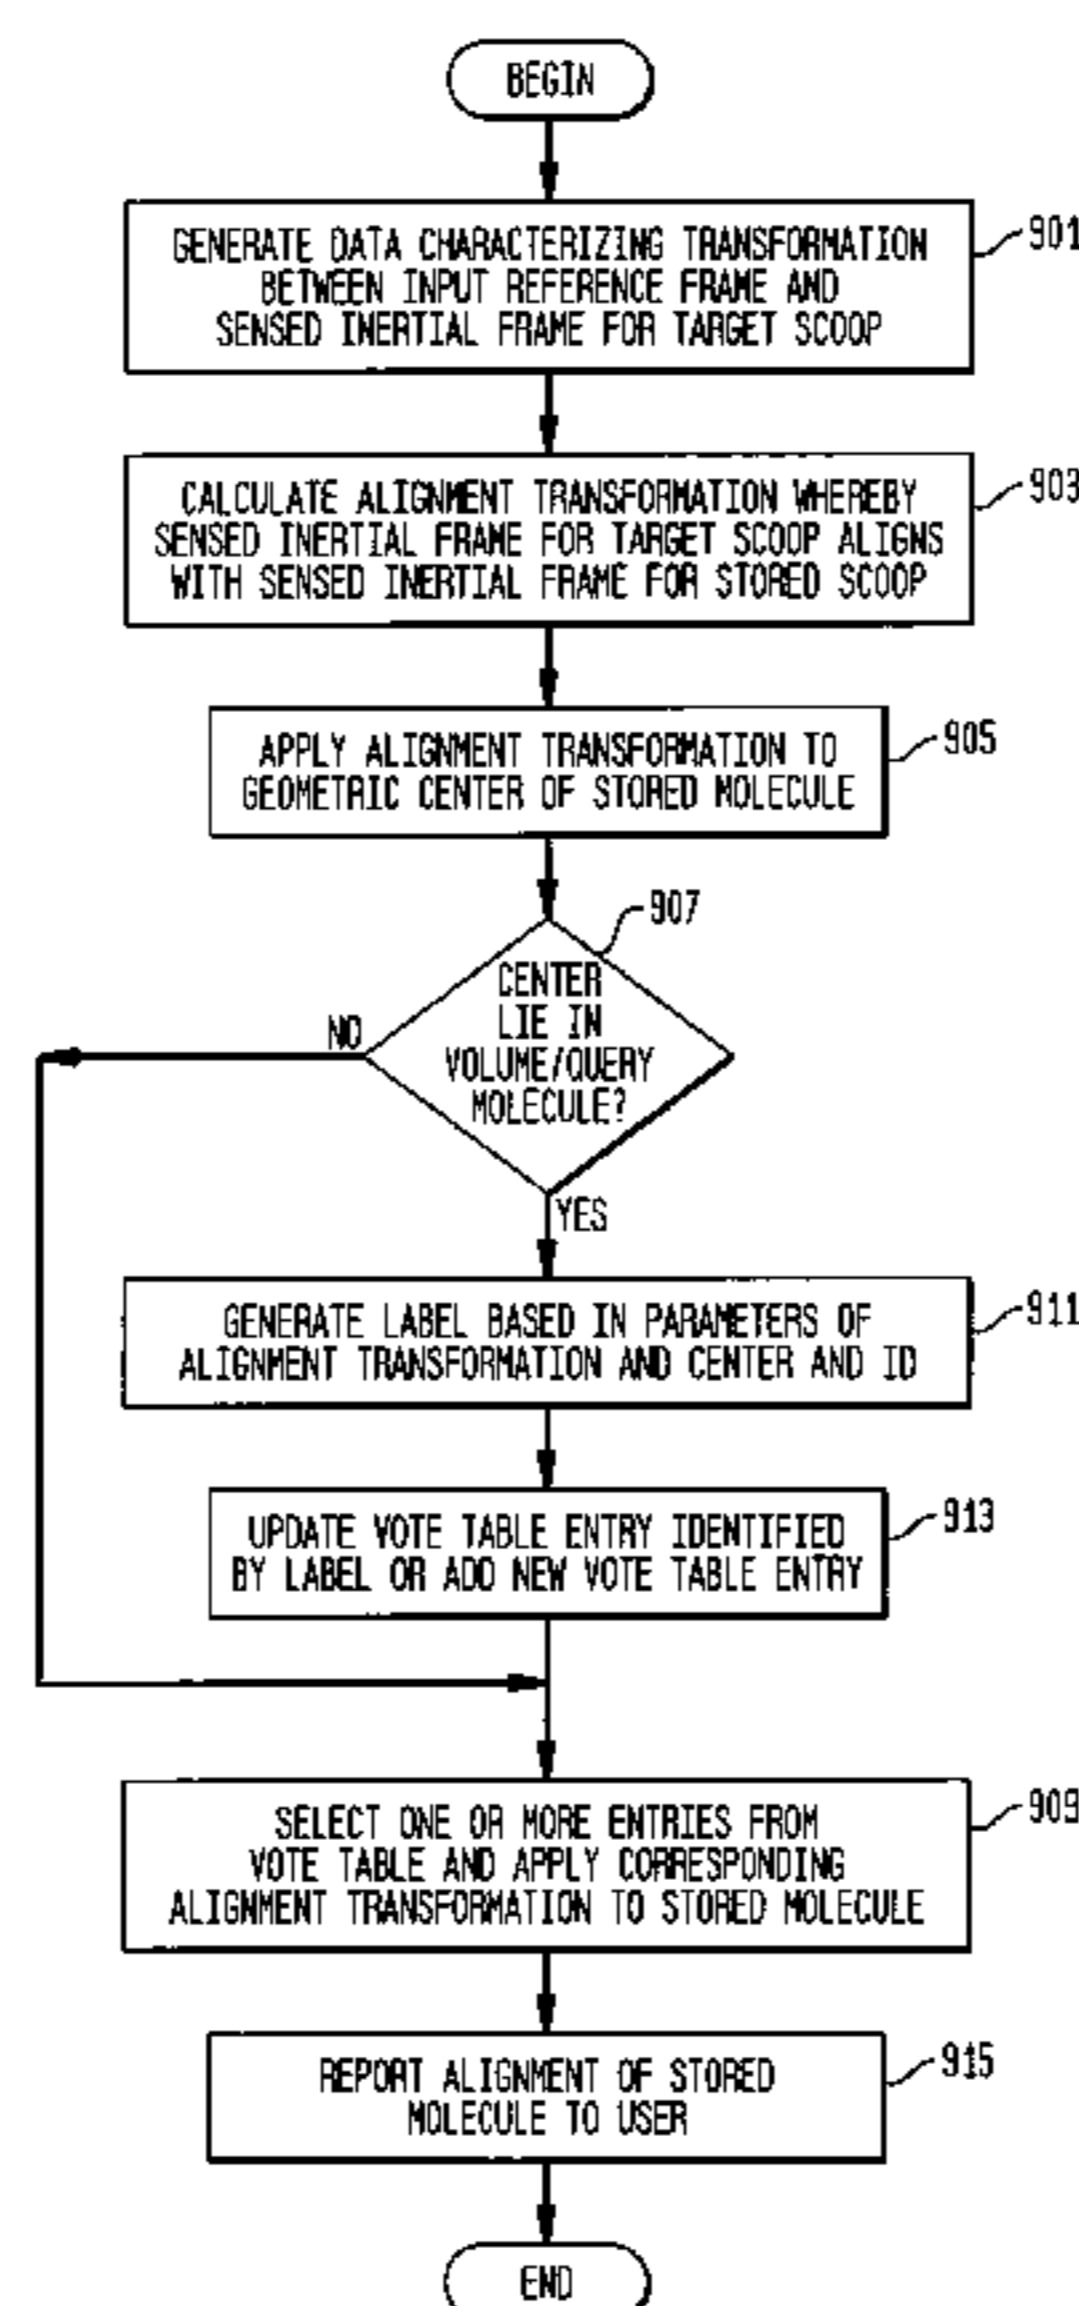 BEGIN
GENERATE DATA CHARACTERIZING TRANSFORMATION
BETWEEN INPUT REFERENCE FRAME AND
SENSED INERTIAL FRAME FOR TARGET SCOOP
901
CALCULATE ALIGNMENT TRANSFORMATION WHEREBY
SENSED INERTIAL FRAME FOR TARGET SCOOP ALIGNS
WITH SENSED INERTIAL FRAME FOR STORED SCOOP
903
APPLY ALIGNMENT TRANSFORMATION TO
GEOMETRIC CENTER OF STORED MOLECULE
905
907
CENTER
LIE IN
VOLUME/QUERY
MOLECULE?
NO
YES
GENERATE LABEL BASED IN PARAMETERS OF
ALIGNMENT TRANSFORMATION AND CENTER AND ID
911
UPDATE VOTE TABLE ENTRY IDENTIFIED
BY LABEL OR ADD NEW VOTE TABLE ENTRY
913
SELECT ONE OR MORE ENTRIES FROM
VOTE TABLE AND APPLY CORRESPONDING
ALIGNMENT TRANSFORMATION TO STORED MOLECULE
909
REPORT ALIGNMENT OF STORED
MOLECULE TO USER
915
END